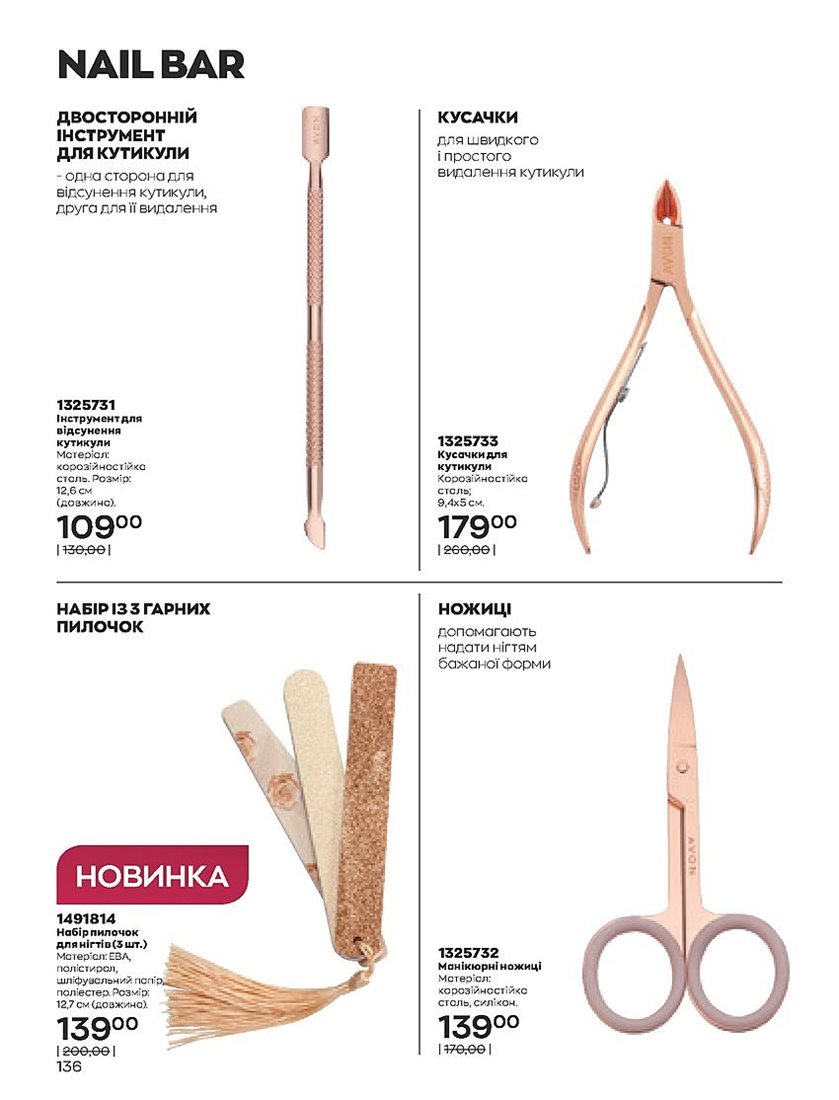 NAIL BAR
ДВОСТОРОННІЙ
ІНСТРУМЕНТ
ДЛЯ КУТИКУЛИ
- одна сторона для
відсунення кутикули,
друга для її видалення
AVON
1325731
Інструмент для
відсунення
кутикули
Матеріал:
корозійностійка
сталь. Розмір:
12,6 см
(довжина).
109⁰⁰
| 130,00 |
КУСАЧКИ
для швидкого
і простого
видалення кутикули
AVON
1325733
Кусачки для
кутикули
Корозійностійка
сталь;
9,4х5 см.
179⁰⁰
| 260,00 |
НАБІР ІЗ 3 ГАРНИХ
ПИЛОЧОК
НОВИНКА
1491814
Набір пилочок
для нігтів (3 шт.)
Матеріал: ЕВА,
полістирол,
шліфувальний папір,
поліестер. Розмір:
12,7 см (довжина).
139⁰⁰
| 200,00 |
НОЖИЦІ
допомагають
надати нігтям
бажаної форми
AVON
1325732
Манікюрні ножиці
Матеріал:
корозійностійка
сталь, силікон.
139⁰⁰
| 170,00 |
136